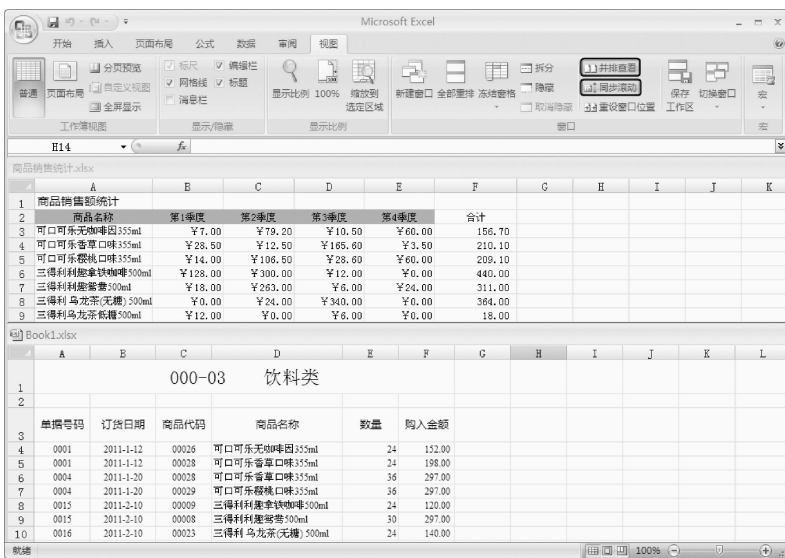 Microsoft Excel
开始 插入 页面布局 公式 数据 审阅 视图
普通 页面布局 分页预览 自定义视图 全屏显示
工作簿视图
标尺 编辑栏 网格线 标题 消息栏
显示/隐藏
显示比例 100% 缩放到选定区域
显示比例
新建窗口 全部重排 冻结窗格 拆分 隐藏 取消隐藏 并排查看 同步滚动 重设窗口位置 保存工作区 切换窗口
窗口
宏
宏
H14 fx
商品销售统计.xlsx
A B C D E F G H I J K
1 商品销售额统计
2 商品名称 第1季度 第2季度 第3季度 第4季度 合计
3 可口可乐无咖啡因355ml ¥7.00 ¥79.20 ¥10.50 ¥60.00 156.70
4 可口可乐香草口味355ml ¥28.50 ¥12.50 ¥165.60 ¥3.50 210.10
5 可口可乐樱桃口味355ml ¥14.00 ¥106.50 ¥28.60 ¥60.00 209.10
6 三得利利趣拿铁咖啡500ml ¥128.00 ¥300.00 ¥12.00 ¥0.00 440.00
7 三得利利趣鸳鸯500ml ¥18.00 ¥263.00 ¥6.00 ¥24.00 311.00
8 三得利 乌龙茶(无糖) 500ml ¥0.00 ¥24.00 ¥340.00 ¥0.00 364.00
9 三得利乌龙茶低糖500ml ¥12.00 ¥0.00 ¥6.00 ¥0.00 18.00
Book1.xlsx
A B C D E F G H I J K L
1 000-03 饮料类
2
3 单据号码 订货日期 商品代码 商品名称 数量 购入金额
4 0001 2011-1-12 00026 可口可乐无咖啡因355ml 24 152.00
5 0001 2011-1-12 00028 可口可乐香草口味355ml 24 198.00
6 0004 2011-1-20 00028 可口可乐香草口味355ml 36 297.00
7 0004 2011-1-20 00029 可口可乐樱桃口味355ml 36 297.00
8 0015 2011-2-10 00009 三得利利趣拿铁咖啡500ml 24 120.00
9 0015 2011-2-10 00008 三得利利趣鸳鸯500ml 30 297.00
10 0016 2011-2-10 00023 三得利 乌龙茶(无糖) 500ml 24 140.00
就绪 100%